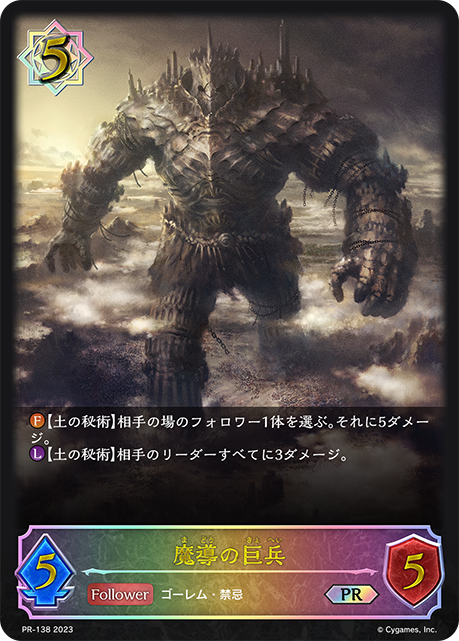 5
F【土の秘術】相手の場のフォロワー1体を選ぶ。それに5ダメー
ジ。
L【土の秘術】相手のリーダーすべてに3ダメージ。
ま どう きょ へい
魔導の巨兵
5
Follower ゴーレム・禁忌 PR
5
PR-138 2023 © Cygames, Inc.